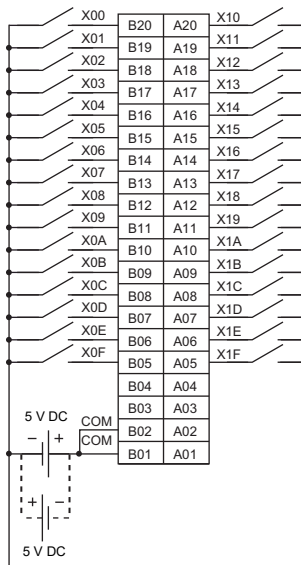 X00 B20 A20 X10
X01 B19 A19 X11
X02 B18 A18 X12
X03 B17 A17 X13
X04 B16 A16 X14
X05 B15 A15 X15
X06 B14 A14 X16
X07 B13 A13 X17
X08 B12 A12 X18
X09 B11 A11 X19
X0A B10 A10 X1A
X0B B09 A09 X1B
X0C B08 A08 X1C
X0D B07 A07 X1D
X0E B06 A06 X1E
X0F B05 A05 X1F
B04 A04
B03 A03
5 V DC COM B02 A02
− + COM B01 A01
+ −
5 V DC